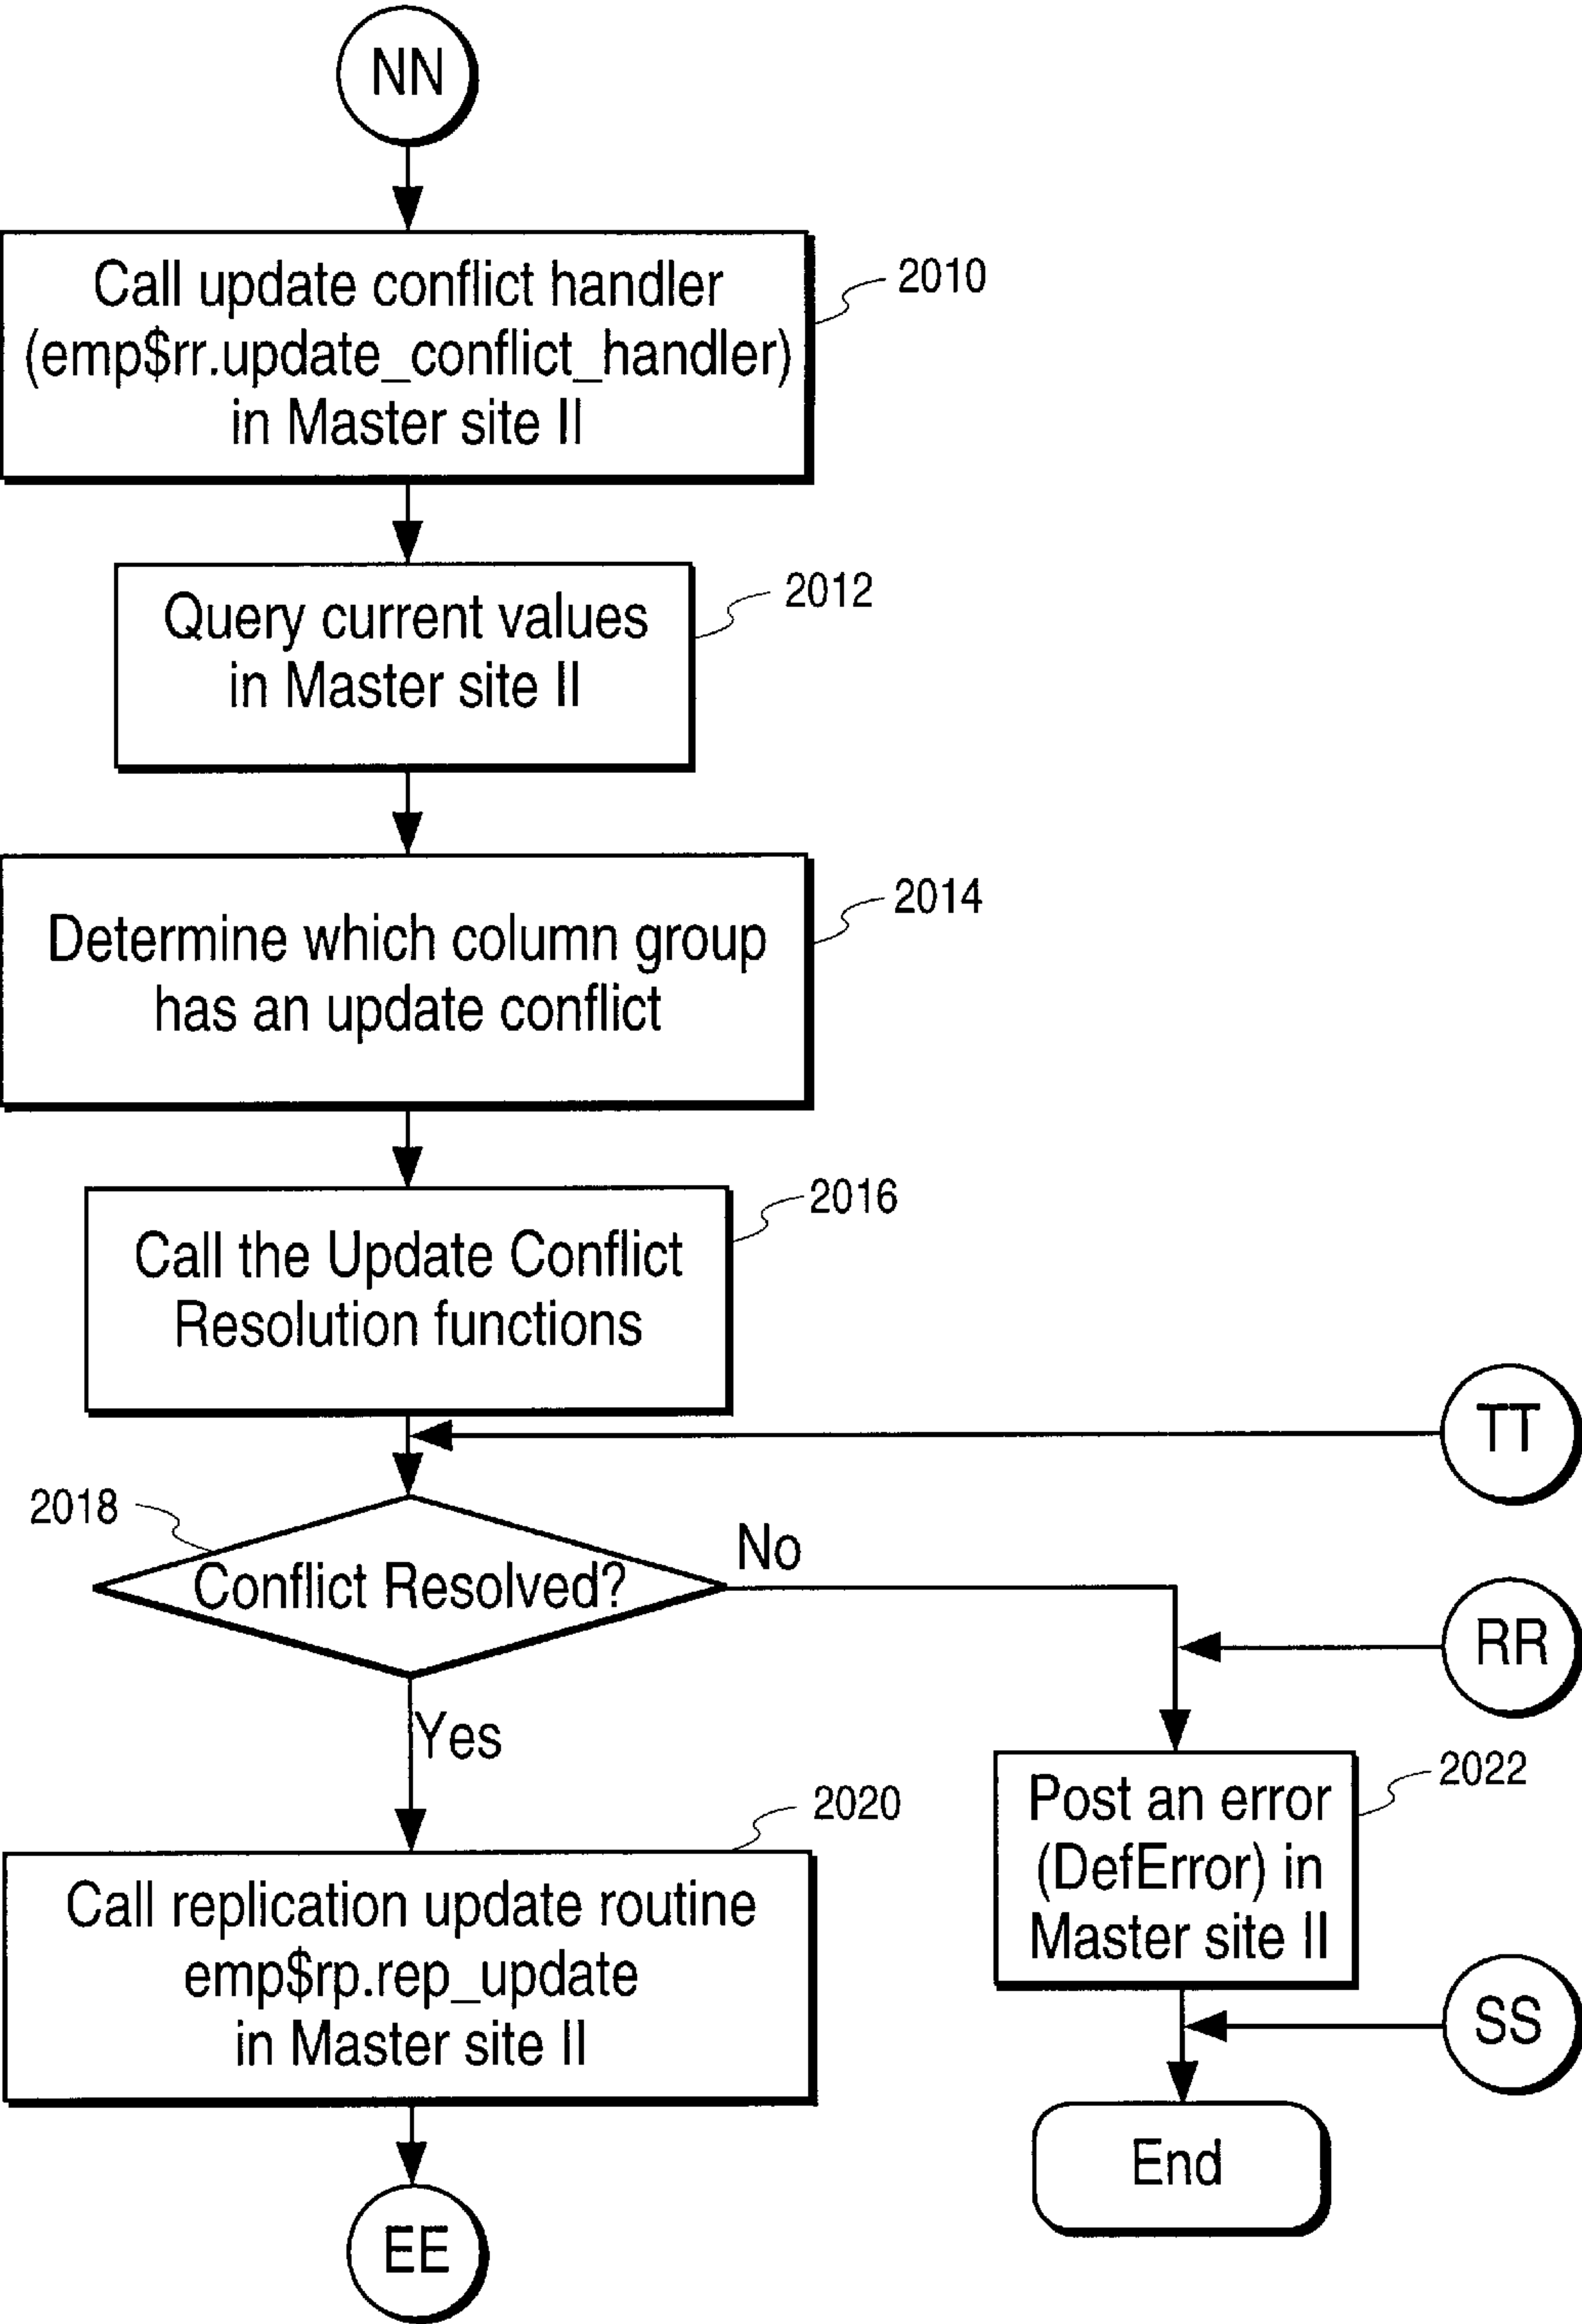 NN
Call update conflict handler
(emp$rr.update_conflict_handler)
in Master site II
2010
Query current values
in Master site II
2012
Determine which column group
has an update conflict
2014
Call the Update Conflict
Resolution functions
2016
TT
2018
Conflict Resolved?
No
RR
Yes
Post an error
(DefError) in
Master site II
2022
2020
Call replication update routine
emp$rp.rep_update
in Master site II
SS
End
EE